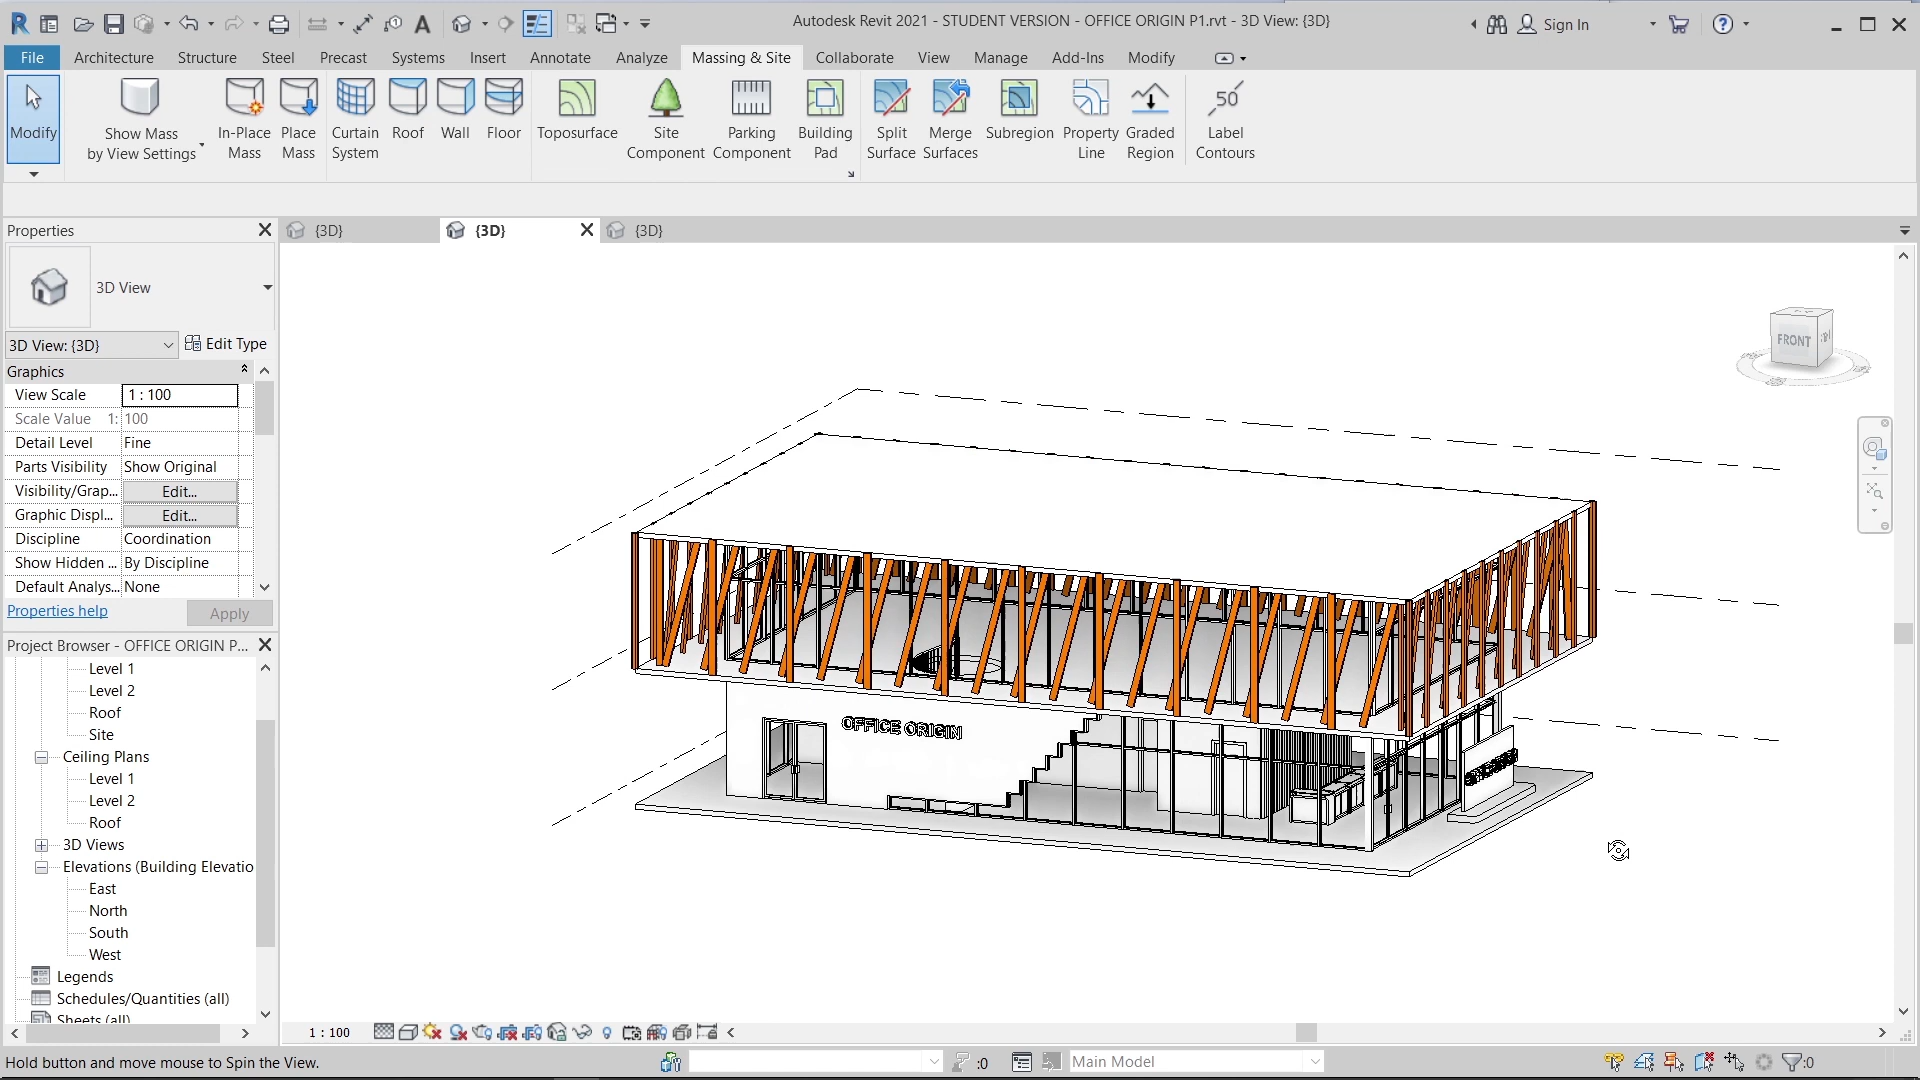 Autodesk Revit 2021 - STUDENT VERSION - OFFICE ORIGIN P1.rvt - 3D View: {3D}
Sign In
File Architecture Structure Steel Precast Systems Insert Annotate Analyze Massing & Site Collaborate View Manage Add-Ins Modify
Modify
Show Mass
by View Settings
In-Place
Mass
Place
Mass
Curtain
System
Roof
Wall
Floor
Toposurface
Site
Component
Parking
Component
Building
Pad
Split
Surface
Merge
Surfaces
Subregion
Property
Line
Graded
Region
50
Label
Contours
Properties
{3D}
{3D}
{3D}
3D View
3D View: {3D}
Edit Type
Graphics
View Scale 1 : 100
Scale Value 1: 100
Detail Level Fine
Parts Visibility Show Original
Visibility/Grap... Edit...
Graphic Displ... Edit...
Discipline Coordination
Show Hidden ... By Discipline
Default Analys... None
Properties help
Apply
Project Browser - OFFICE ORIGIN P...
Level 1
Level 2
Roof
Site
Ceiling Plans
Level 1
Level 2
Roof
3D Views
Elevations (Building Elevatio
East
North
South
West
Legends
Schedules/Quantities (all)
Sheets (all)
FRONT
OFFICE ORIGIN
1 : 100
Hold button and move mouse to Spin the View.
:0
Main Model
:0